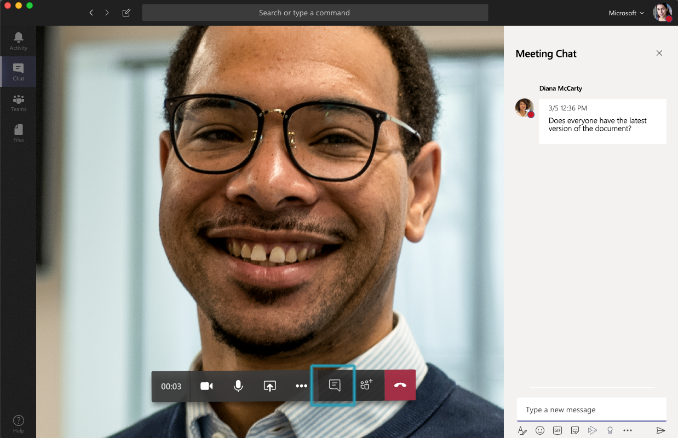 Search or type a command
Microsoft
Activity
Chat
Teams
Files
Help
00:03
Meeting Chat
Diana McCarty
3/5 12:36 PM
Does everyone have the latest
version of the document?
Type a new message